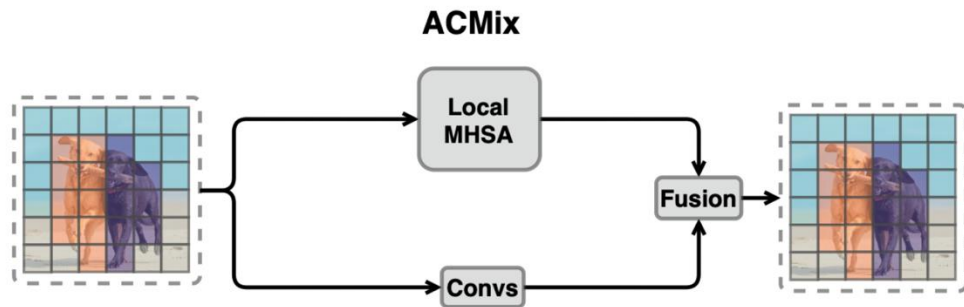 ACMix
Local
MHSA
Fusion
Convs